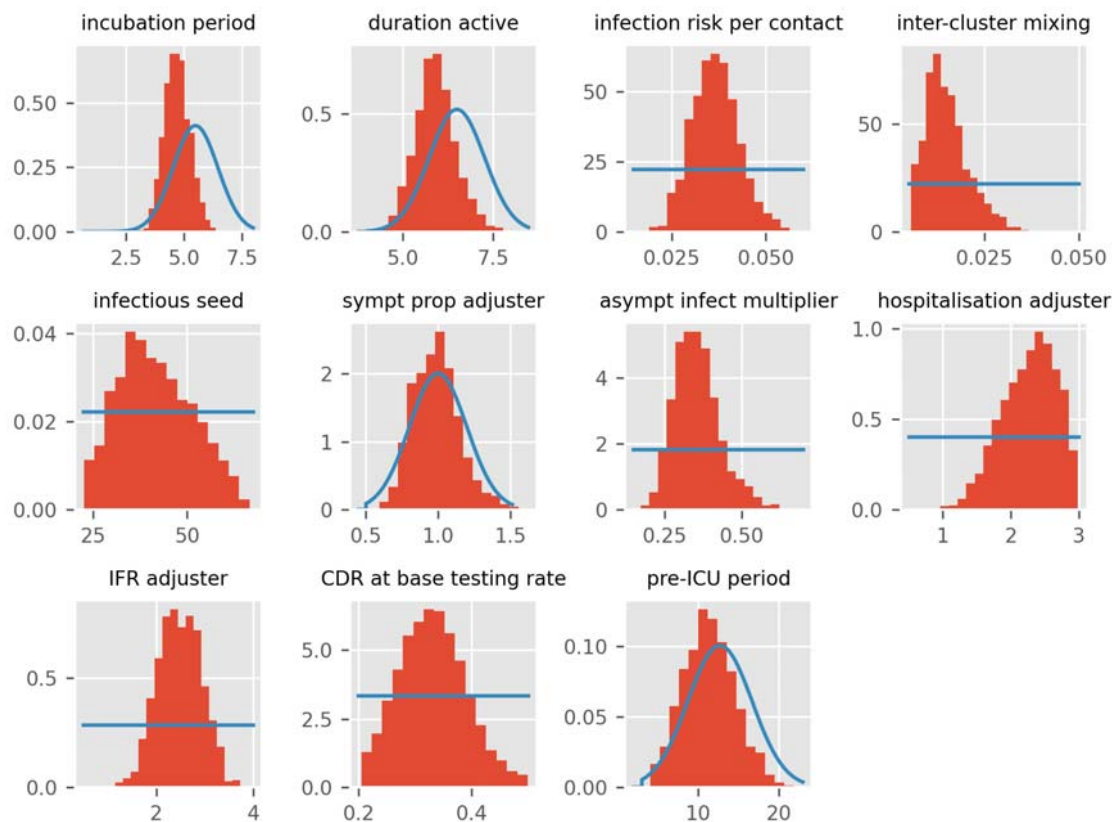 incubation period
0.50
0.25
0.00
2.5 5.0 7.5
duration active
0.5
0.0
5.0 7.5
infection risk per contact
50
25
0
0.025 0.050
inter-cluster mixing
50
0
0.025 0.050
infectious seed
0.04
0.02
0.00
25 50
sympt prop adjuster
2
1
0
0.5 1.0 1.5
asympt infect multiplier
4
2
0
0.25 0.50
hospitalisation adjuster
1.0
0.5
0.0
1 2 3
IFR adjuster
0.5
0.0
2 4
CDR at base testing rate
5.0
2.5
0.0
0.2 0.4
pre-ICU period
0.10
0.05
0.00
10 20